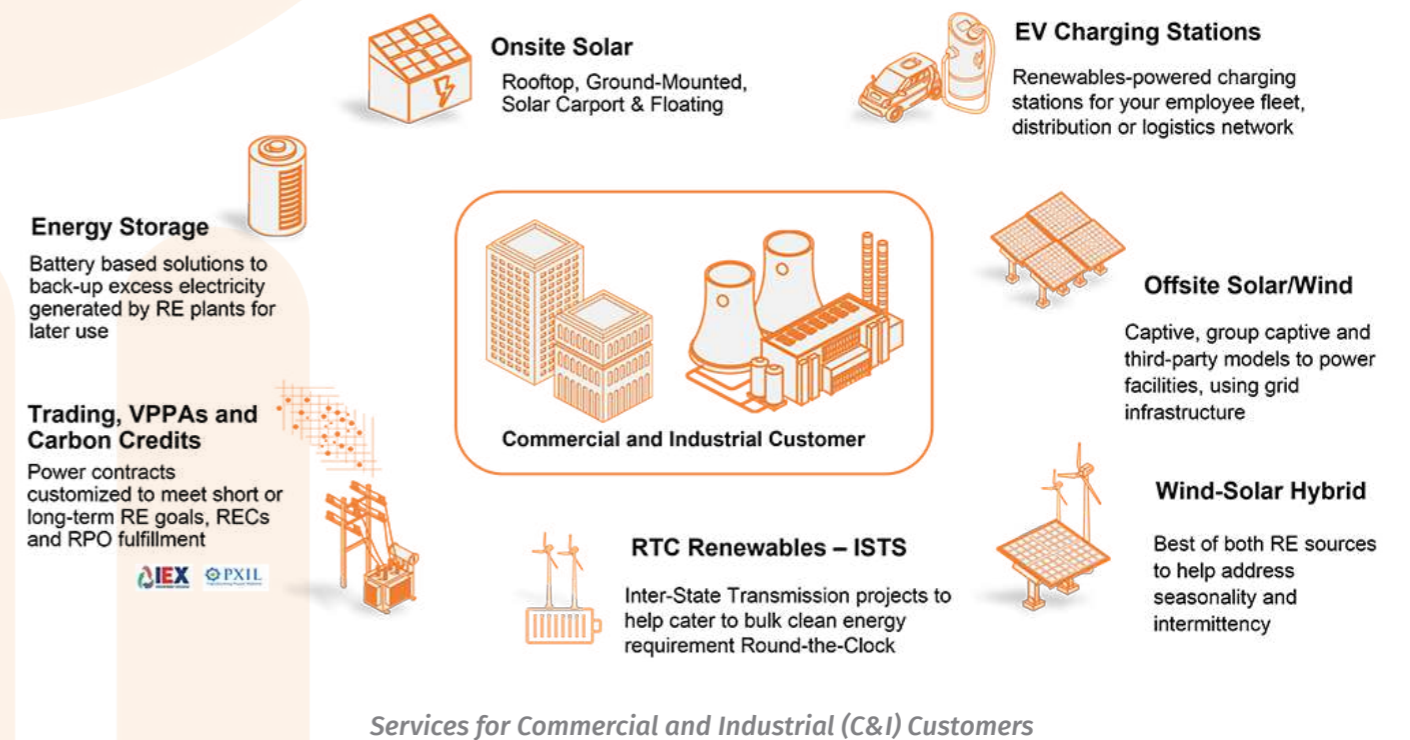 Onsite Solar
Rooftop, Ground-Mounted,
Solar Carport & Floating
EV Charging Stations
Renewables-powered charging
stations for your employee fleet,
distribution or logistics network
Energy Storage
Battery based solutions to
back-up excess electricity
generated by RE plants for
later use
Offsite Solar/Wind
Captive, group captive and
third-party models to power
facilities, using grid
infrastructure
Commercial and Industrial Customer
Trading, VPPAs and
Carbon Credits
Power contracts
customized to meet short or
long-term RE goals, RECs
and RPO fulfillment
IEX
PXIL
Wind-Solar Hybrid
Best of both RE sources
to help address
seasonality and
intermittency
RTC Renewables – ISTS
Inter-State Transmission projects to
help cater to bulk clean energy
requirement Round-the-Clock
Services for Commercial and Industrial (C&I) Customers